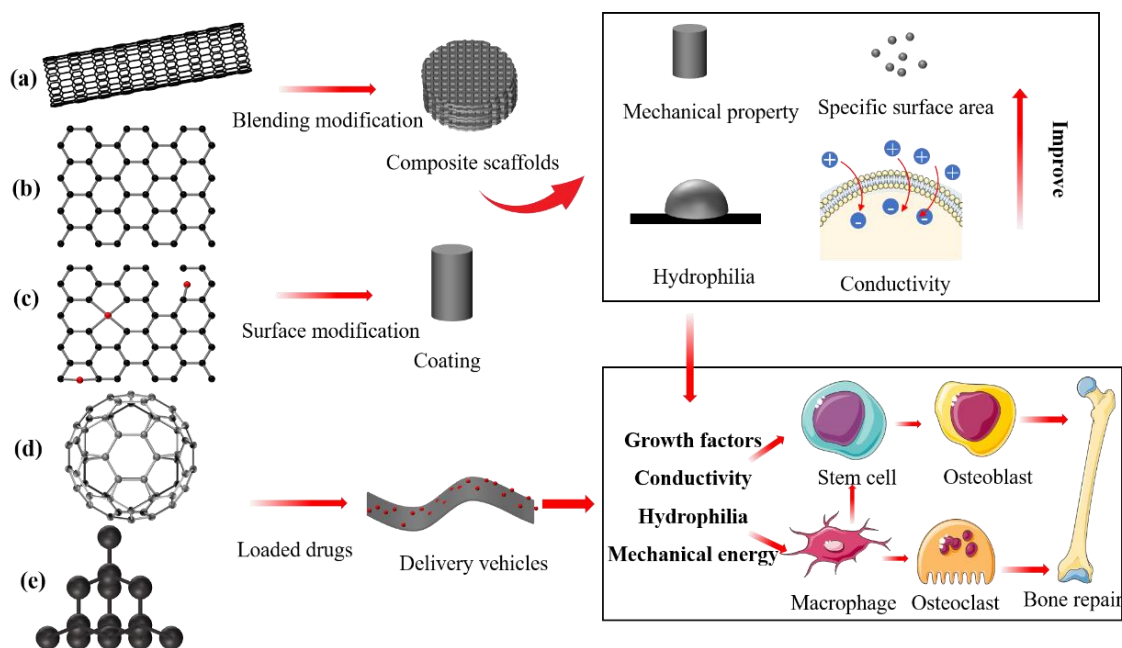 (a)
Blending modification
Composite scaffolds
(b)
(c)
Surface modification
Coating
(d)
Loaded drugs
Delivery vehicles
(e)
Mechanical property
Specific surface area
Hydrophilia
+
+
+
+
-
-
-
Conductivity
Improve
Growth factors
Conductivity
Hydrophilia
Mechanical energy
Stem cell
Osteoblast
Macrophage
Osteoclast
Bone repair